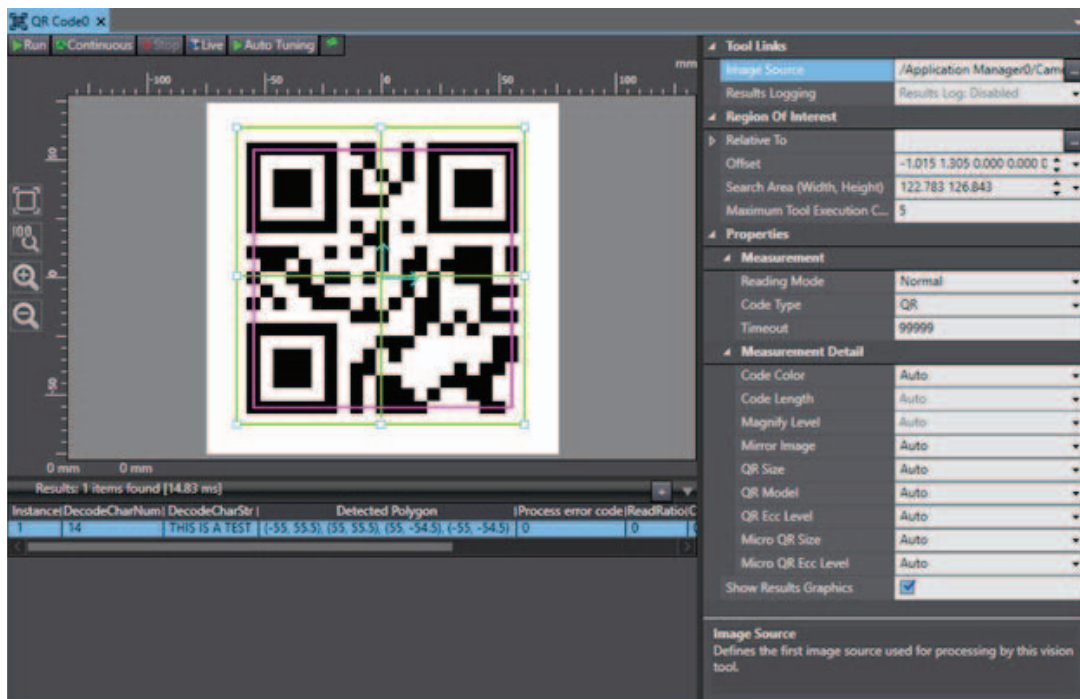 QR Code0 ×
Run Continuous Stop Live Auto Tuning
mm
-100 -50 0 50 100
50
0
-50
100
0 mm 0 mm
Results: 1 items found [14.83 ms]
Instance DecodeCharNum DecodeCharStr Detected Polygon Process error code ReadRatio
1 14 THIS IS A TEST (-55, 55.5), (55, 55.5), (55, -54.5), (-55, -54.5) 0 0
Tool Links
Image Source /Application Manager0/Came ...
Results Logging Results Log: Disabled
Region Of Interest
Relative To ...
Offset -1.015 1.305 0.000 0.000 0
Search Area (Width, Height) 122.783 126.843
Maximum Tool Execution C... 5
Properties
Measurement
Reading Mode Normal
Code Type QR
Timeout 99999
Measurement Detail
Code Color Auto
Code Length Auto
Magnify Level Auto
Mirror Image Auto
QR Size Auto
QR Model Auto
QR Ecc Level Auto
Micro QR Size Auto
Micro QR Ecc Level Auto
Show Results Graphics
Image Source
Defines the first image source used for processing by this vision
tool.